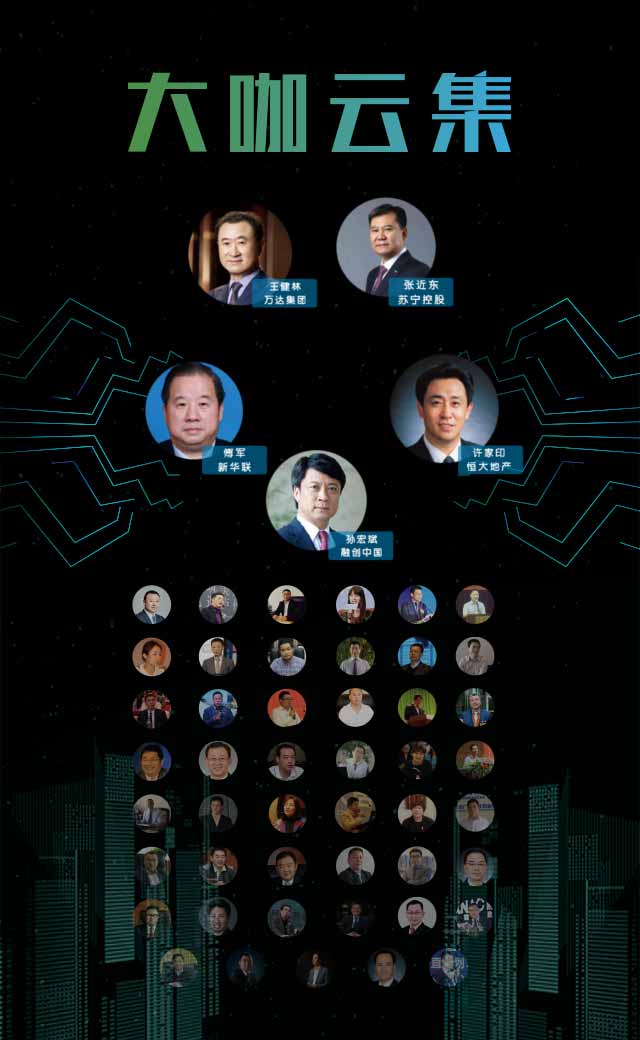 大咖云集
王健林
万达集团
张近东
苏宁控股
傅军
新华联
许家印
恒大地产
孙宏斌
融创中国